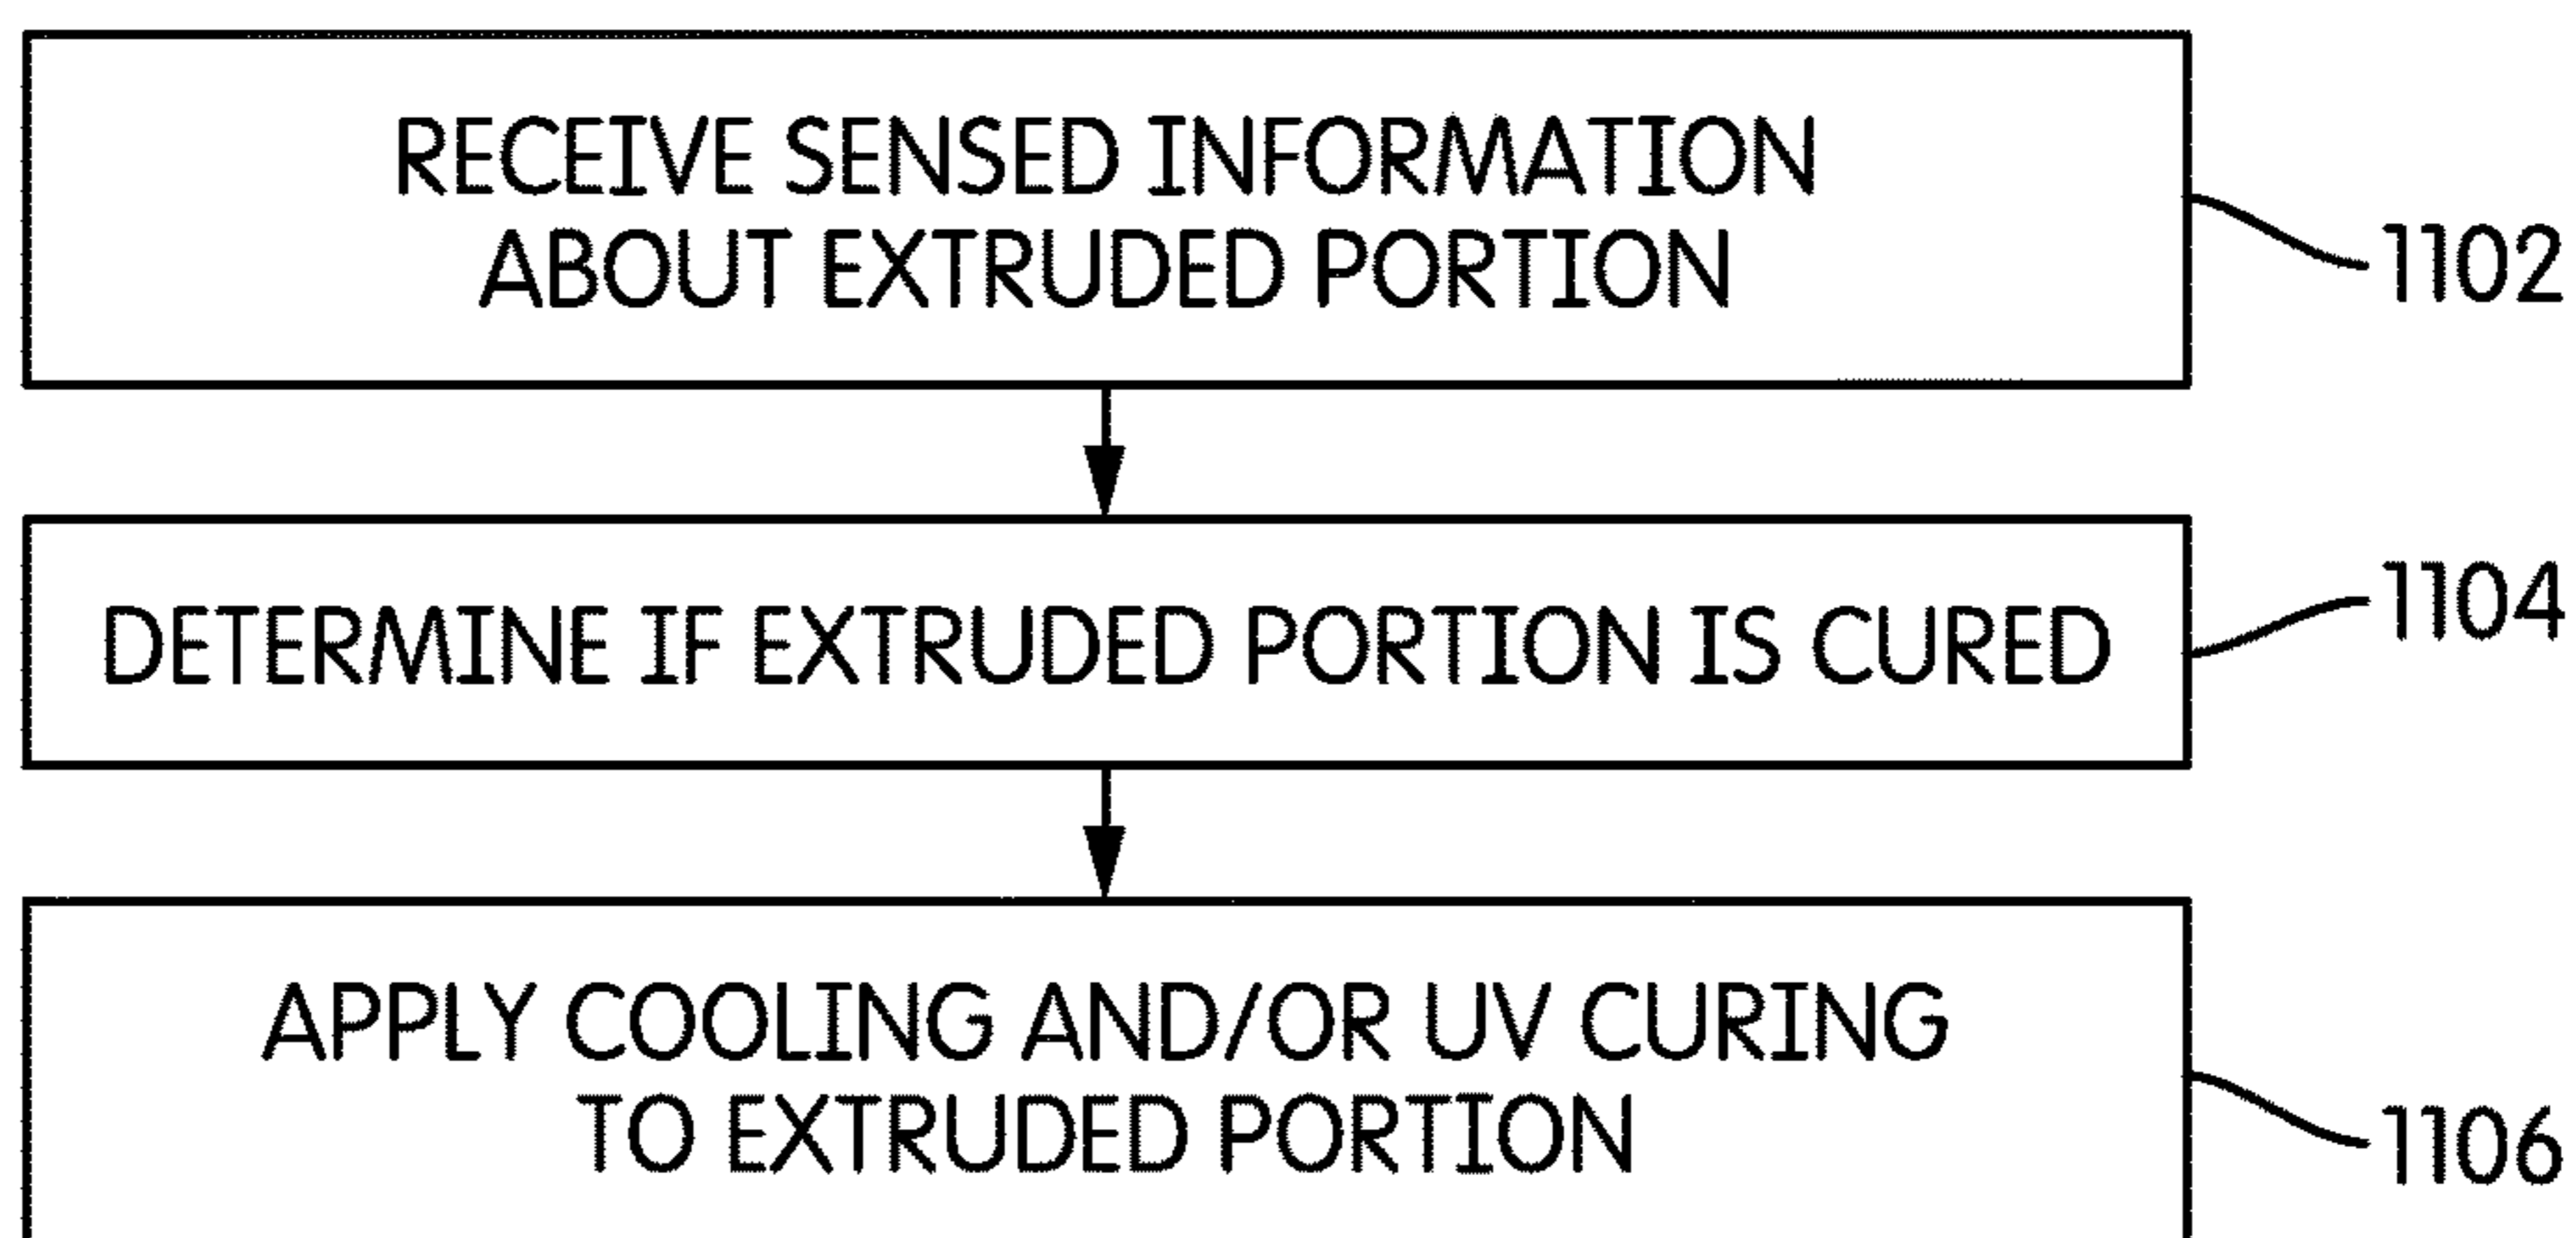 RECEIVE SENSED INFORMATION
ABOUT EXTRUDED PORTION
1102
DETERMINE IF EXTRUDED PORTION IS CURED
1104
APPLY COOLING AND/OR UV CURING
TO EXTRUDED PORTION
1106